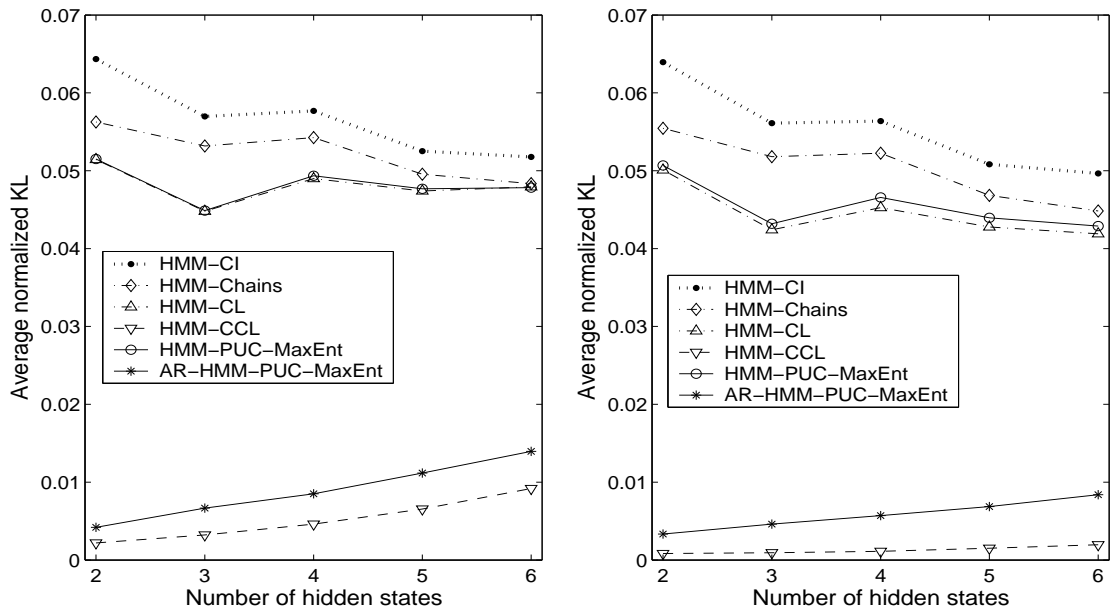 0.07
0.06
0.05
0.04
0.03
0.02
0.01
0
Average normalized KL
HMM−CI
HMM−Chains
HMM−CL
HMM−CCL
HMM−PUC−MaxEnt
AR−HMM−PUC−MaxEnt
2 3 4 5 6
Number of hidden states
0.07
0.06
0.05
0.04
0.03
0.02
0.01
0
Average normalized KL
HMM−CI
HMM−Chains
HMM−CL
HMM−CCL
HMM−PUC−MaxEnt
AR−HMM−PUC−MaxEnt
2 3 4 5 6
Number of hidden states